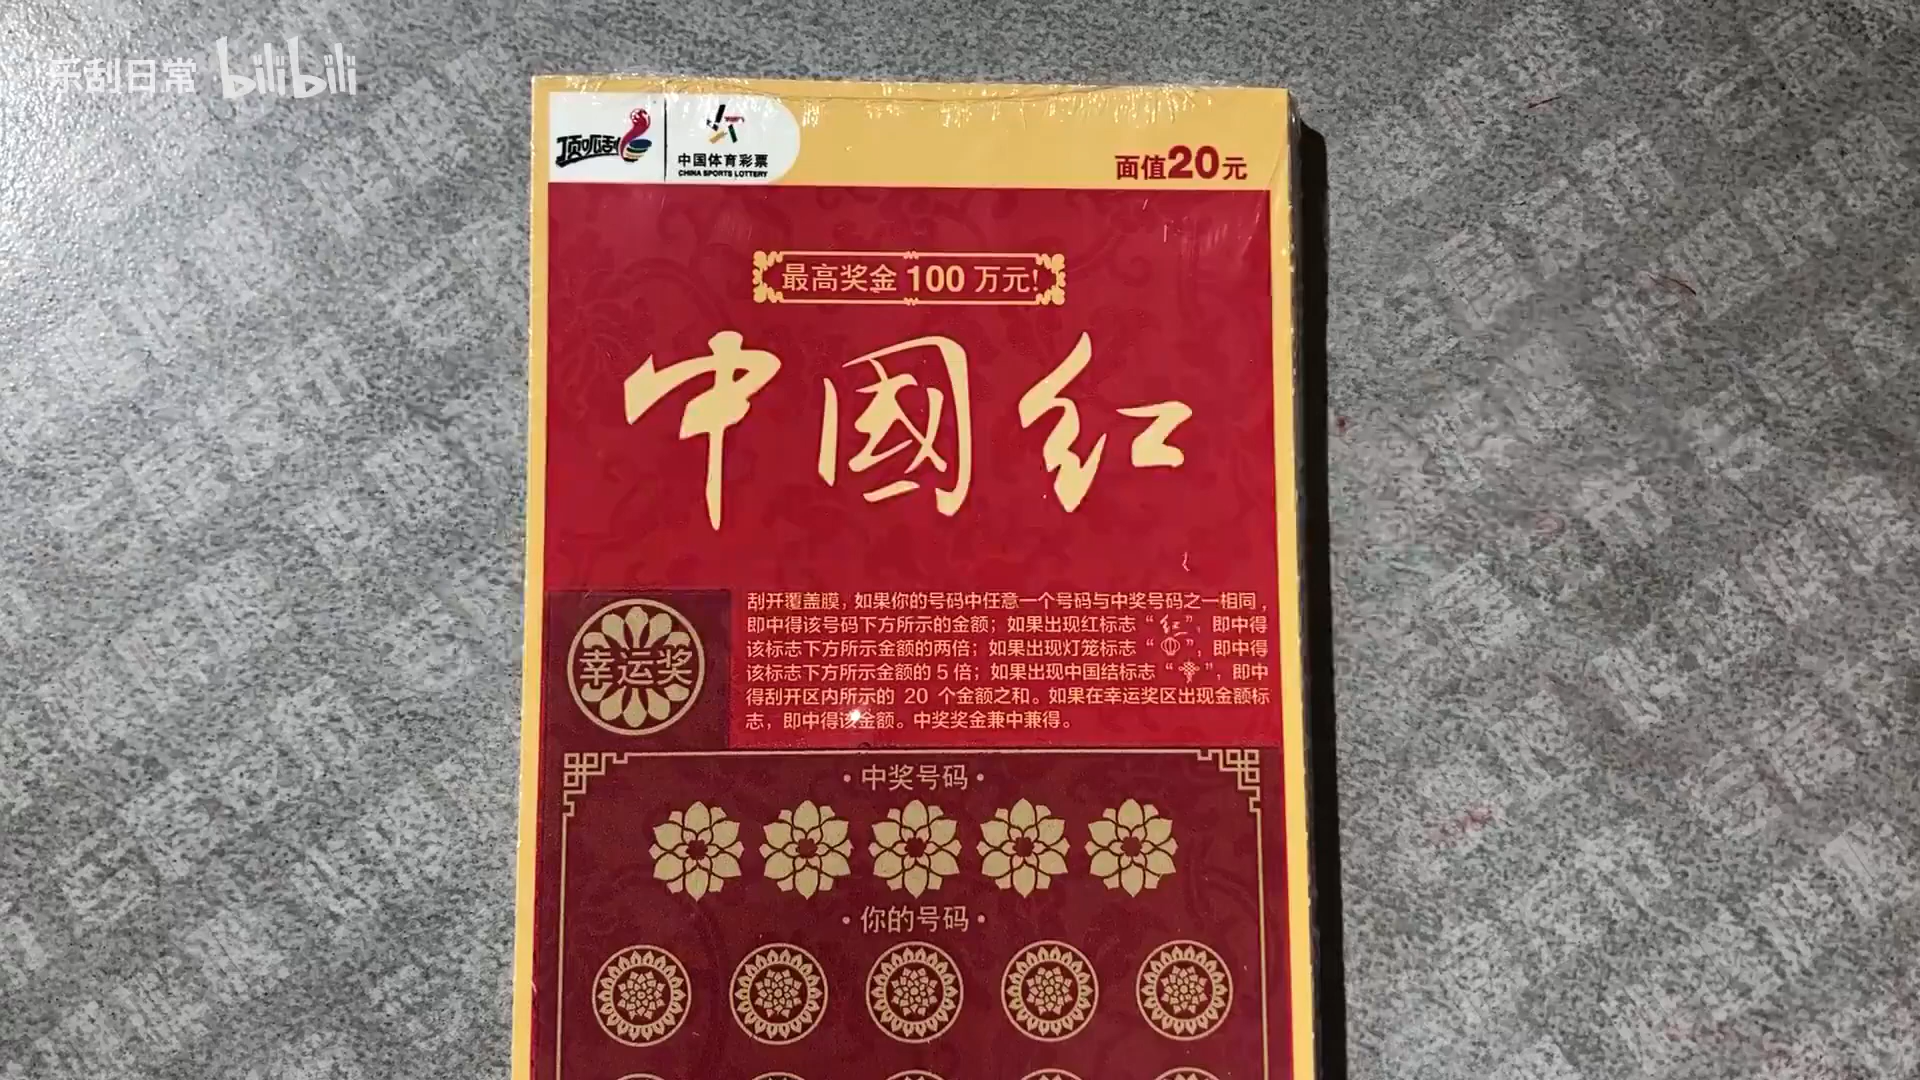 乐刮日常 bilibili
顶呱刮
中国体育彩票
CHINA SPORTS LOTTERY
面值20元
最高奖金 100 万元!
中國红
幸运奖
刮开覆盖膜，如果你的号码中任意一个号码与中奖号码之一相同，
即中得该号码下方所示的金额；如果出现红标志“红”，即中得
该标志下方所示金额的两倍；如果出现灯笼标志“ ”，即中得
该标志下方所示金额的 5 倍；如果出现中国结标志“ ”，即中
得刮开区内所示的 20 个金额之和。如果在幸运奖区出现金额标
志，即中得该金额。中奖奖金兼中兼得。
·中奖号码·
·你的号码·